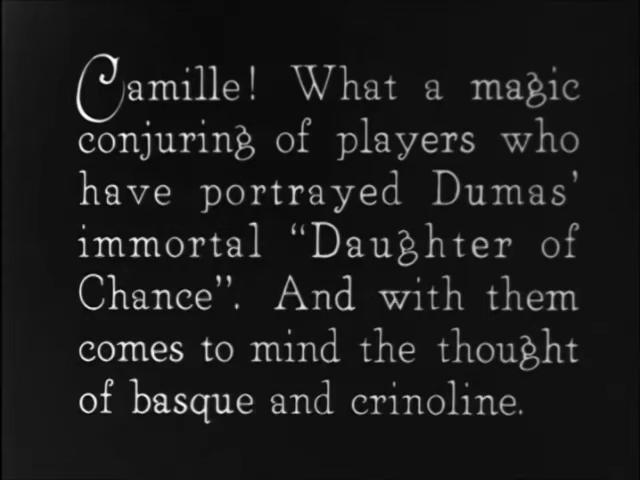 Camille! What a magic
conjuring of players who
have portrayed Dumas'
immortal “Daughter of
Chance”. And with them
comes to mind the thought
of basque and crinoline.